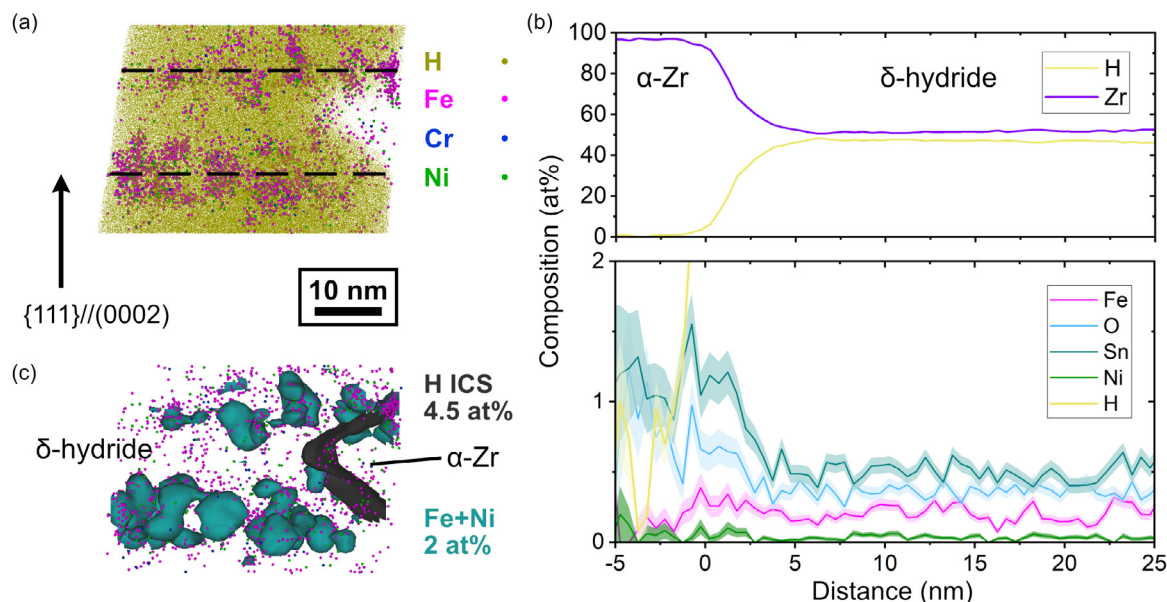 (a)
H
Fe
Cr
Ni
{111}//(0002)
10 nm
(b)
100
80
60
40
20
0
α-Zr
δ-hydride
H
Zr
Composition (at%)
2
1
0
Fe
O
Sn
Ni
H
-5
0
5
10
15
20
25
Distance (nm)
(c)
δ-hydride
H ICS
4.5 at%
α-Zr
Fe+Ni
2 at%